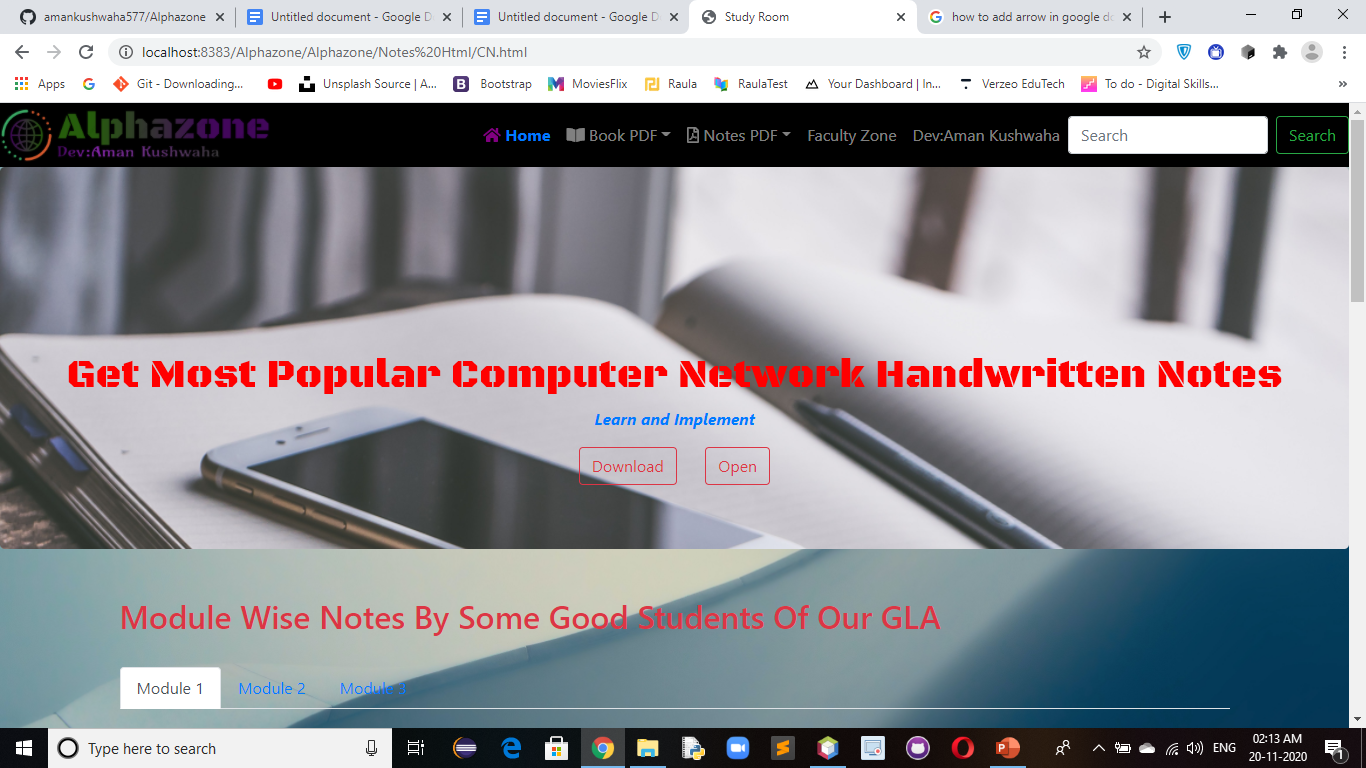 amankushwaha577/Alphazone
Untitled document - Google D
Untitled document - Google D
Study Room
how to add arrow in google do
localhost:8383/Alphazone/Alphazone/Notes%20Html/CN.html
Apps
Git - Downloading...
Unsplash Source | A...
Bootstrap
MoviesFlix
Raula
RaulaTest
Your Dashboard | In...
Verzeo EduTech
To do - Digital Skills...
»
Alphazone
Dev:Aman Kushwaha
Home
Book PDF
Notes PDF
Faculty Zone
Dev:Aman Kushwaha
Search
Search
Get Most Popular Computer Network Handwritten Notes
Learn and Implement
Download
Open
Module Wise Notes By Some Good Students Of Our GLA
Module 1
Module 2
Module 3
Type here to search
ENG
02:13 AM
20-11-2020
1